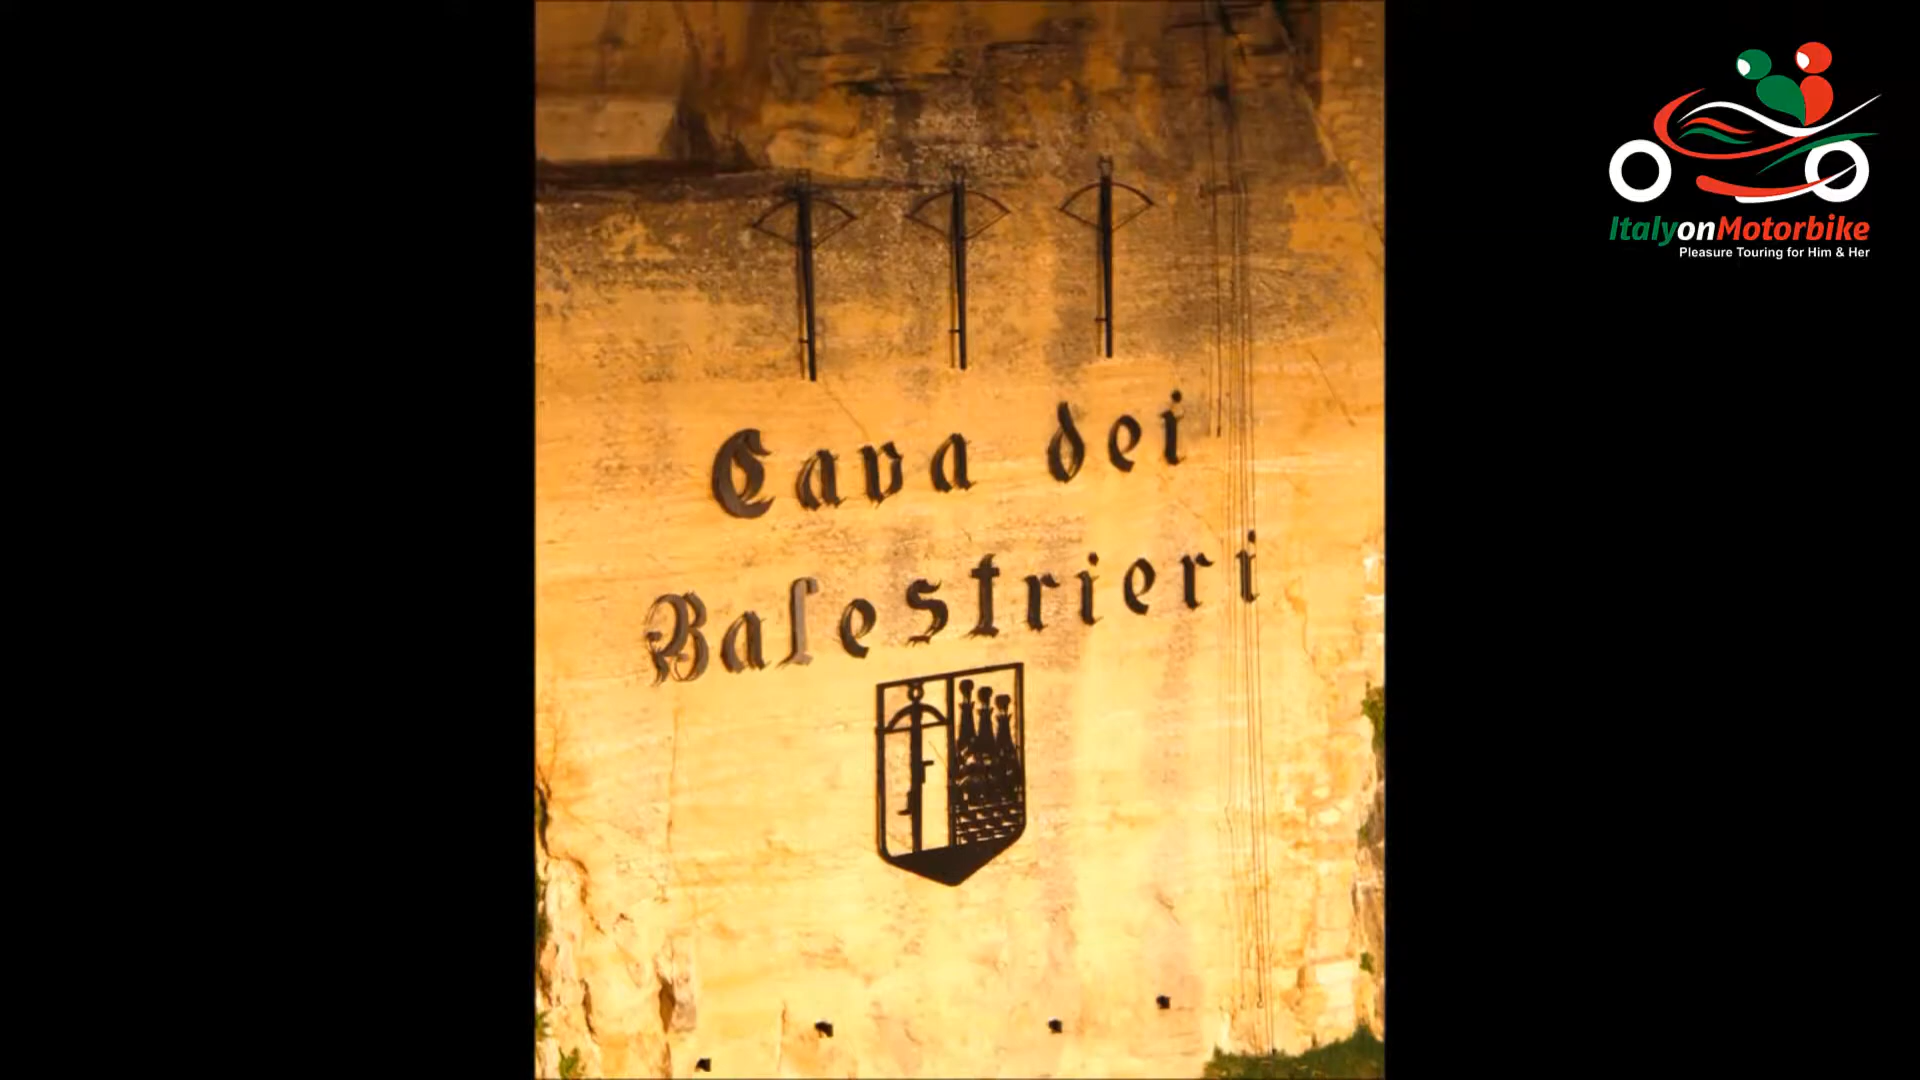 Cava dei
Balestrieri
ItalyonMotorbike
Pleasure Touring for Him & Her